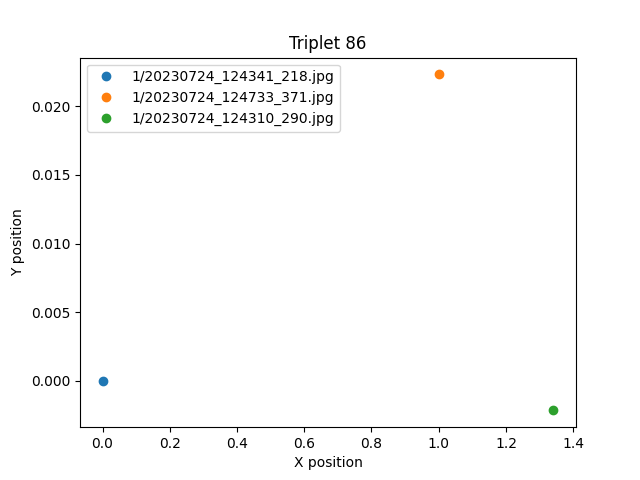 Triplet 86
1/20230724_124341_218.jpg
1/20230724_124733_371.jpg
1/20230724_124310_290.jpg
0.020
0.015
0.010
0.005
0.000
Y position
0.0 0.2 0.4 0.6 0.8 1.0 1.2 1.4
X position